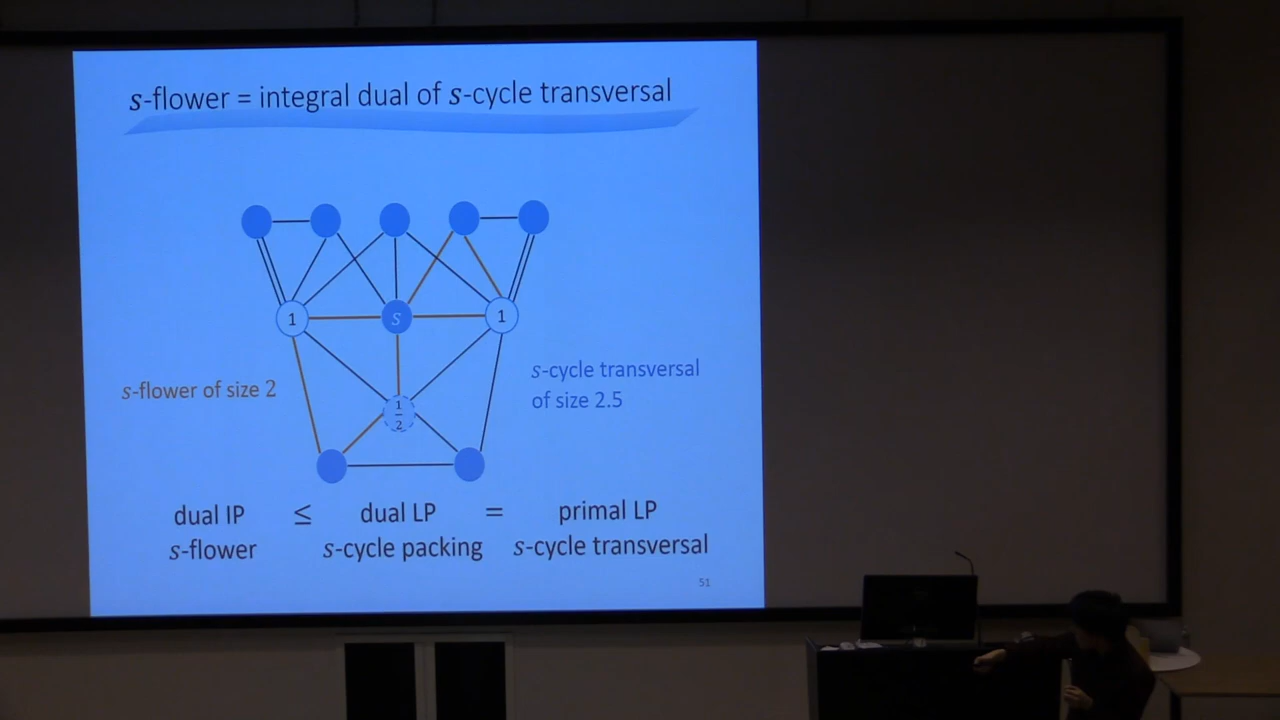 s-flower = integral dual of s-cycle transversal
1
S
1
s-flower of size 2
s-cycle transversal
of size 2.5
1
2
dual IP ≤ dual LP = primal LP
s-flower s-cycle packing s-cycle transversal
51